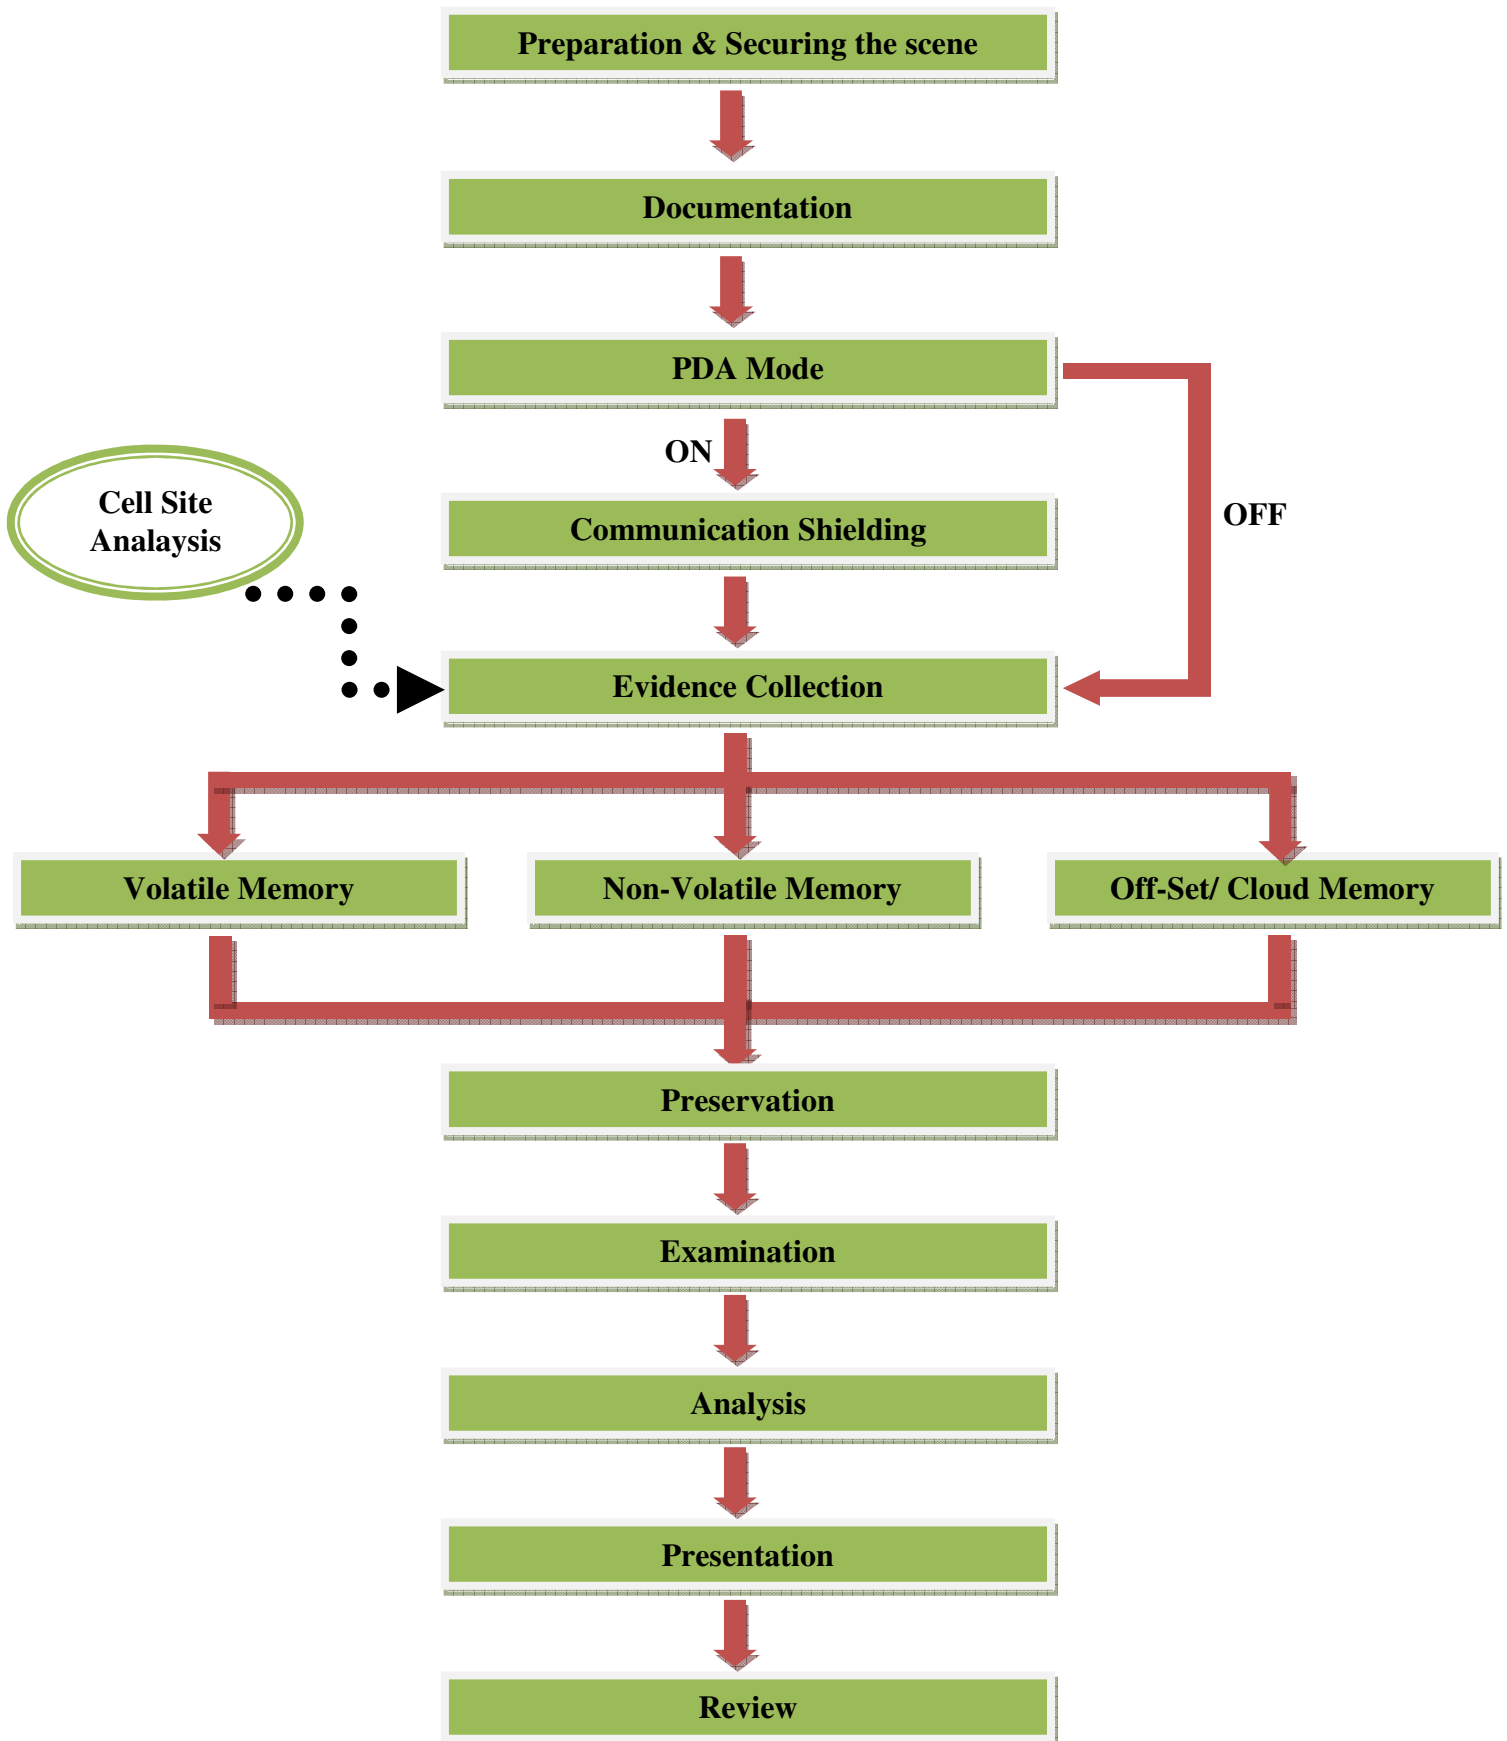 Preparation & Securing the scene
Documentation
PDA Mode
ON
Cell Site
Analaysis
Communication Shielding
OFF
Evidence Collection
Volatile Memory
Non-Volatile Memory
Off-Set/ Cloud Memory
Preservation
Examination
Analysis
Presentation
Review